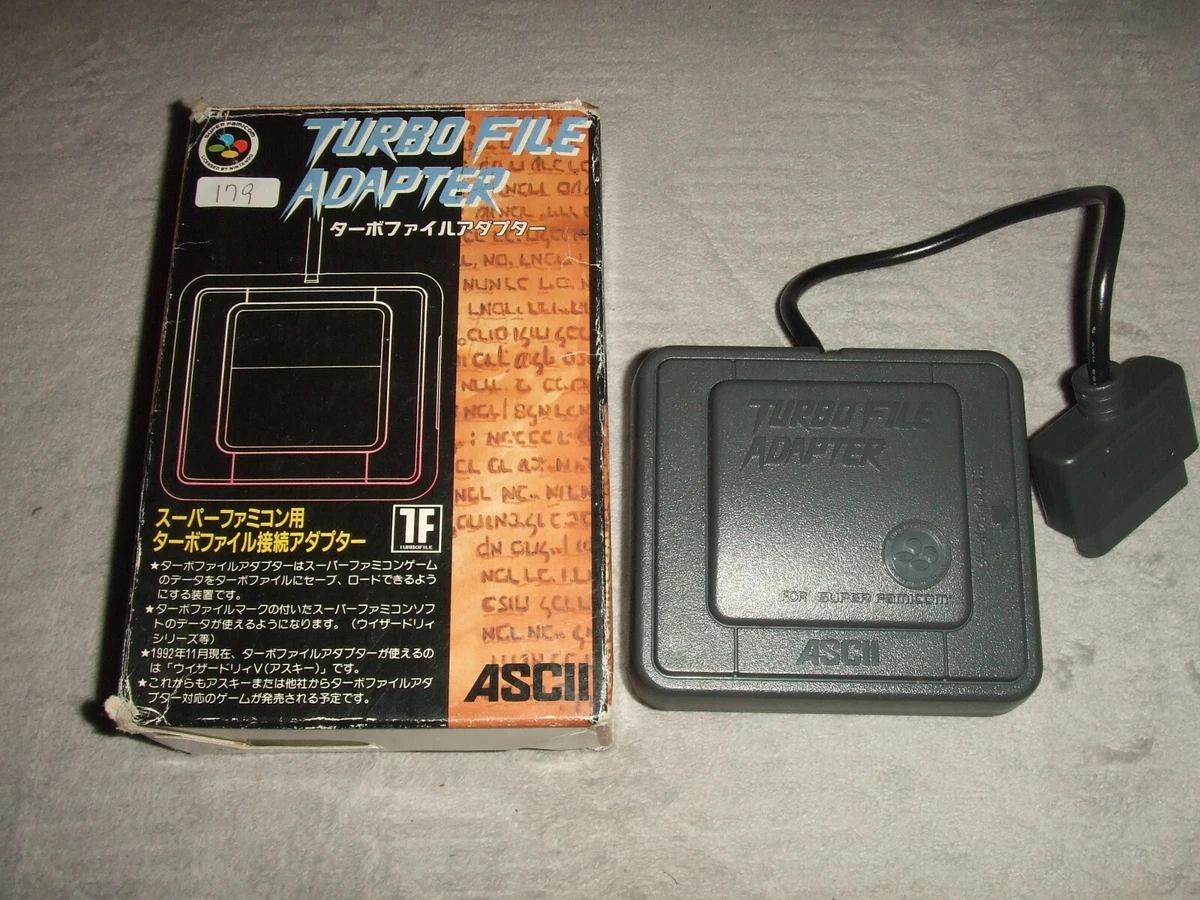 SUPER FAMICOM
LICENSED BY NINTENDO
179
TURBO FILE
ADAPTER
ターボファイルアダプター
スーパーファミコン用
ターボファイル接続アダプター
TF
TURBOFILE
★ターボファイルアダプターはスーパーファミコンゲーム
のデータをターボファイルにセーブ、ロードできるよう
にする装置です。
★ターボファイルマークの付いたスーパーファミコンソフ
トのデータが使えるようになります。(ウイザードリィ
シリーズ等)
★1992年11月現在、ターボファイルアダプターが使えるの
は「ウィザードリィV(アスキー)」です。
★これからもアスキーまたは他社からターボファイルアダ
プター対応のゲームが発売される予定です。
ASCII
TURBO FILE
ADAPTER
FOR SUPER FAMICOM
ASCII